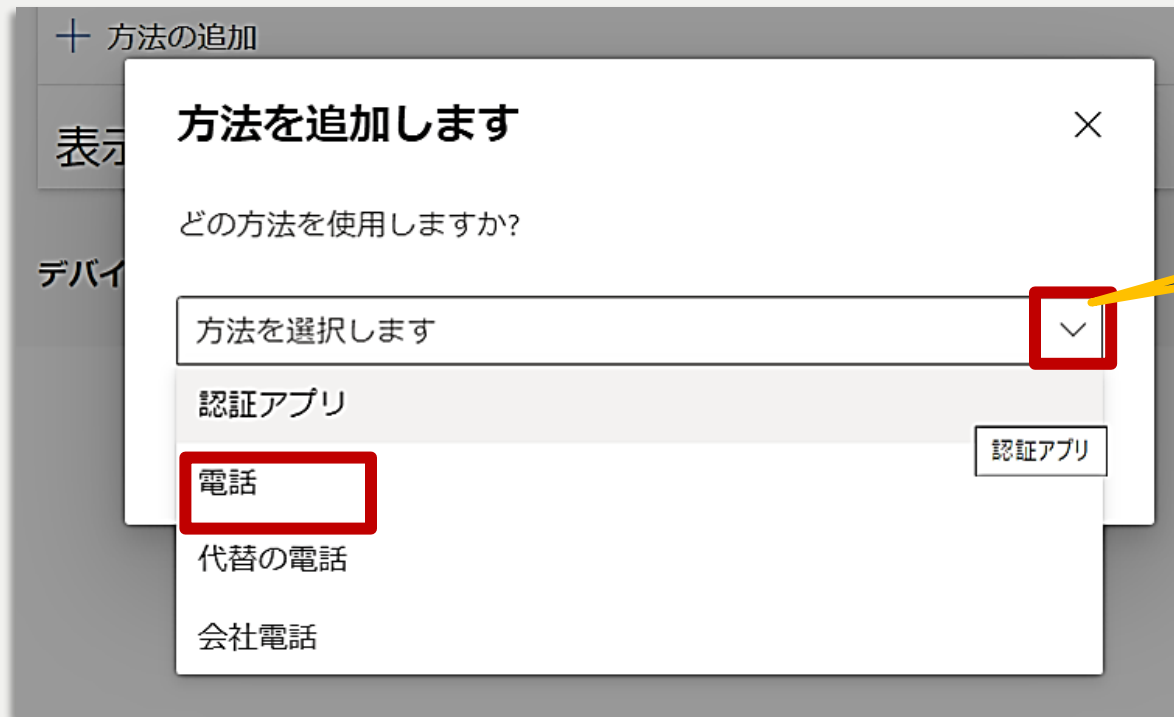 方法の追加
方法を追加します
表示
どの方法を使用しますか?
デバイ
方法を選択します
認証アプリ
認証アプリ
電話
代替の電話
会社電話